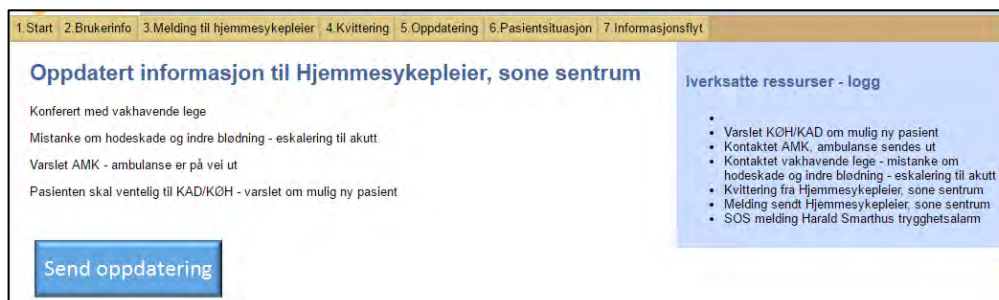 1.Start 2.Brukerinfo 3.Melding til hjemmesykepleier 4.Kvittering 5.Oppdatering 6.Pasientsituasjon 7.Informasjonsflyt
Oppdatert informasjon til Hjemmesykepleier, sone sentrum
Konferert med vakhavende lege
Mistanke om hodeskade og indre blødning - eskalering til akutt
Varslet AMK - ambulanse er på vei ut
Pasienten skal ventelig til KAD/KØH - varslet om mulig ny pasient
Send oppdatering
Iverksatte ressurser - logg
Varslet KØH/KAD om mulig ny pasient
Kontaktet AMK, ambulanse sendes ut
Kontaktet vakhavende lege - mistanke om
hodeskade og indre blødning - eskalering til akutt
Kvittering fra Hjemmesykepleier, sone sentrum
Melding sendt Hjemmesykepleier, sone sentrum
SOS melding Harald Smarthus trygghetsalarm